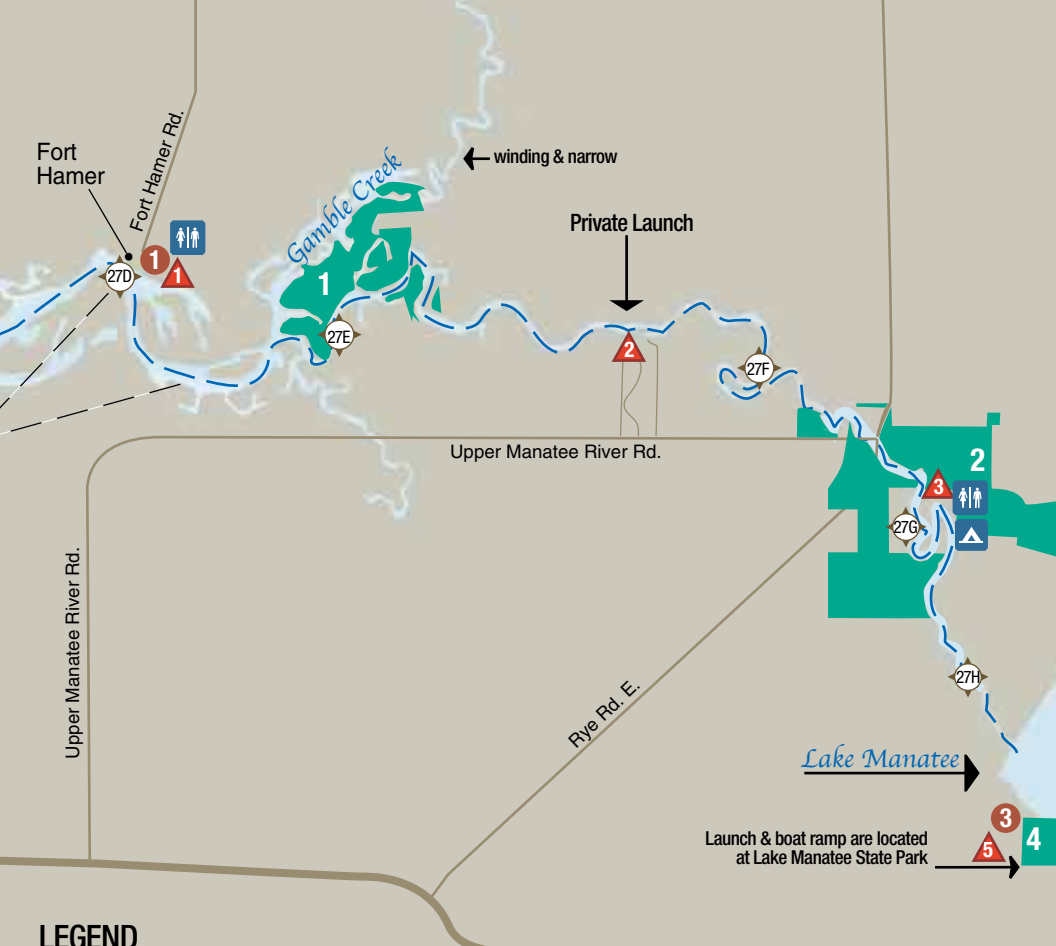 winding & narrow
Fort
Hamer
Fort Hamer Rd.
Gamble Creek
Private Launch
1
27D
1
1
27E
2
27F
Upper Manatee River Rd.
2
3
27G
Upper Manatee River Rd.
27H
Rye Rd. E.
Lake Manatee
3
Launch & boat ramp are located
at Lake Manatee State Park
5
4
LEGEND